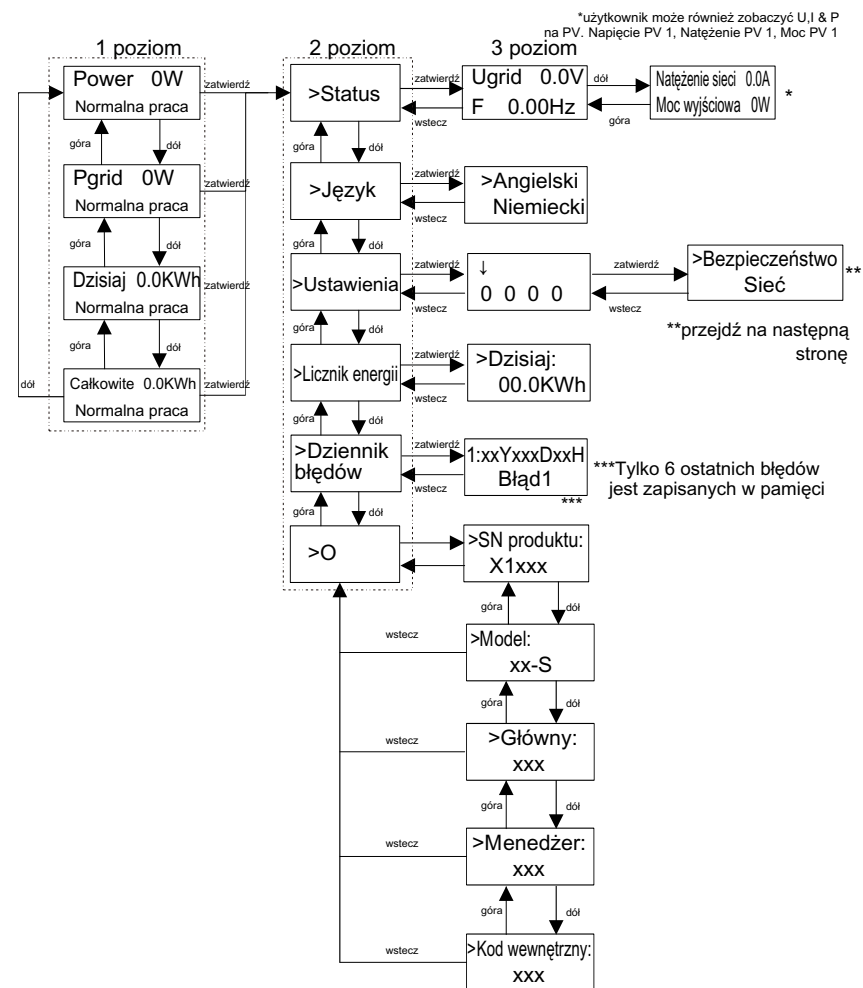 *użytkownik może również zobaczyć U,I & P
na PV. Napięcie PV 1, Natężenie PV 1, Moc PV 1
1 poziom
2 poziom
3 poziom
Power 0W
Normalna praca
zatwierdź
>Status
zatwierdź
wstecz
Ugrid 0.0V
F 0.00Hz
dół
góra
Natężenie sieci 0.0A
Moc wyjściowa 0W
*
góra
dół
góra
dół
Pgrid 0W
Normalna praca
zatwierdź
>Język
zatwierdź
wstecz
>Angielski
Niemiecki
góra
dół
góra
dół
Dzisiaj 0.0KWh
Normalna praca
zatwierdź
>Ustawienia
zatwierdź
wstecz
↓
0 0 0 0
zatwierdź
wstecz
>Bezpieczeństwo
Sieć
**
**przejdź na następną
stronę
góra
dół
góra
dół
dół
Całkowite 0.0KWh
Normalna praca
zatwierdź
>Licznik energii
zatwierdź
wstecz
>Dzisiaj:
00.0KWh
góra
dół
>Dziennik
błędów
zatwierdź
wstecz
1:xxYxxxDxxH
Błąd1
***
***Tylko 6 ostatnich błędów
jest zapisanych w pamięci
góra
dół
>O
>SN produktu:
X1xxx
góra
dół
wstecz
>Model:
xx-S
góra
dół
wstecz
>Główny:
xxx
góra
dół
wstecz
>Menedżer:
xxx
góra
dół
wstecz
>Kod wewnętrzny:
xxx